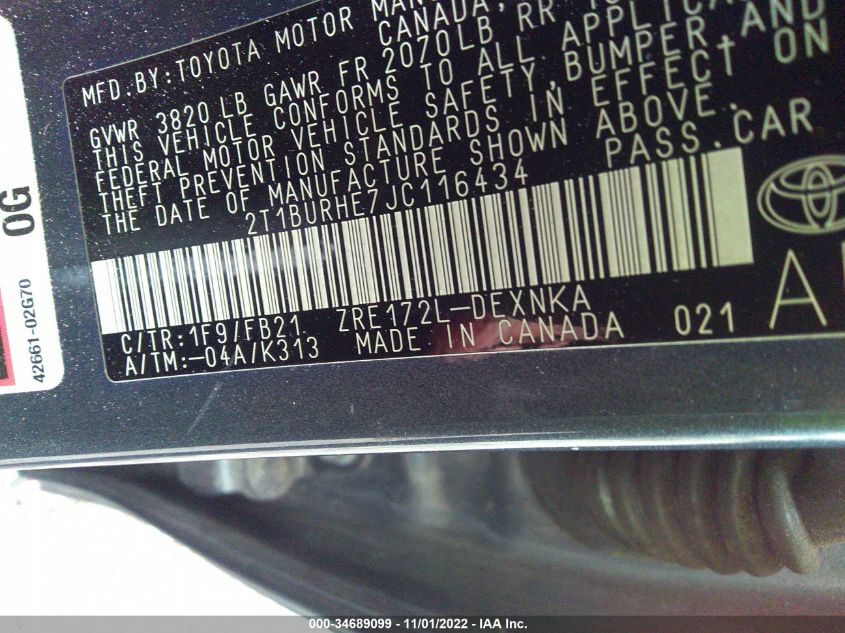 MFD.BY:TOYOTA MOTOR
CANADA,
GVWR 3820 LB GAWR FR 2070LB RR
THIS VEHICLE CONFORMS TO ALL
FEDERAL MOTOR VEHICLE SAFETY,BUMPER,AND
THEFT PREVENTION STANDARDS IN EFFECT ON
THE DATE OF MANUFACTURE SHOWN ABOVE.
2T1BURHE7JC116434 PASS.CAR
C/TR:1F9/FB21 ZRE172L-DEXNKA
A/TM:-04A/K313 MADE IN CANADA 021
0G
42661-02G70
000-34689099 - 11/01/2022 - IAA Inc.